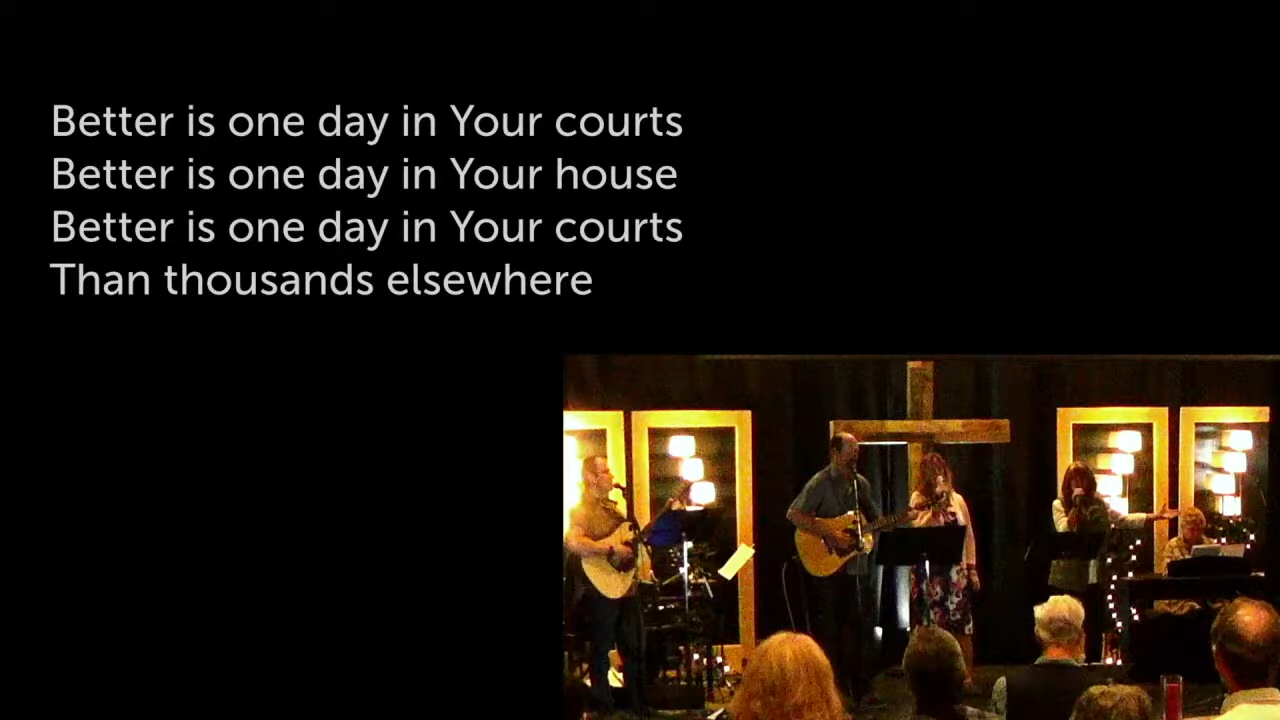 Better is one day in Your courts
Better is one day in Your house
Better is one day in Your courts
Than thousands elsewhere